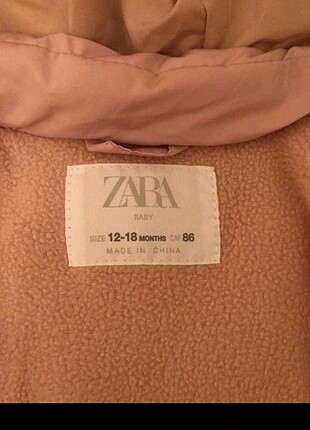 ZARA
BABY
SIZE 12-18 MONTHS CM 86
MADE IN CHINA